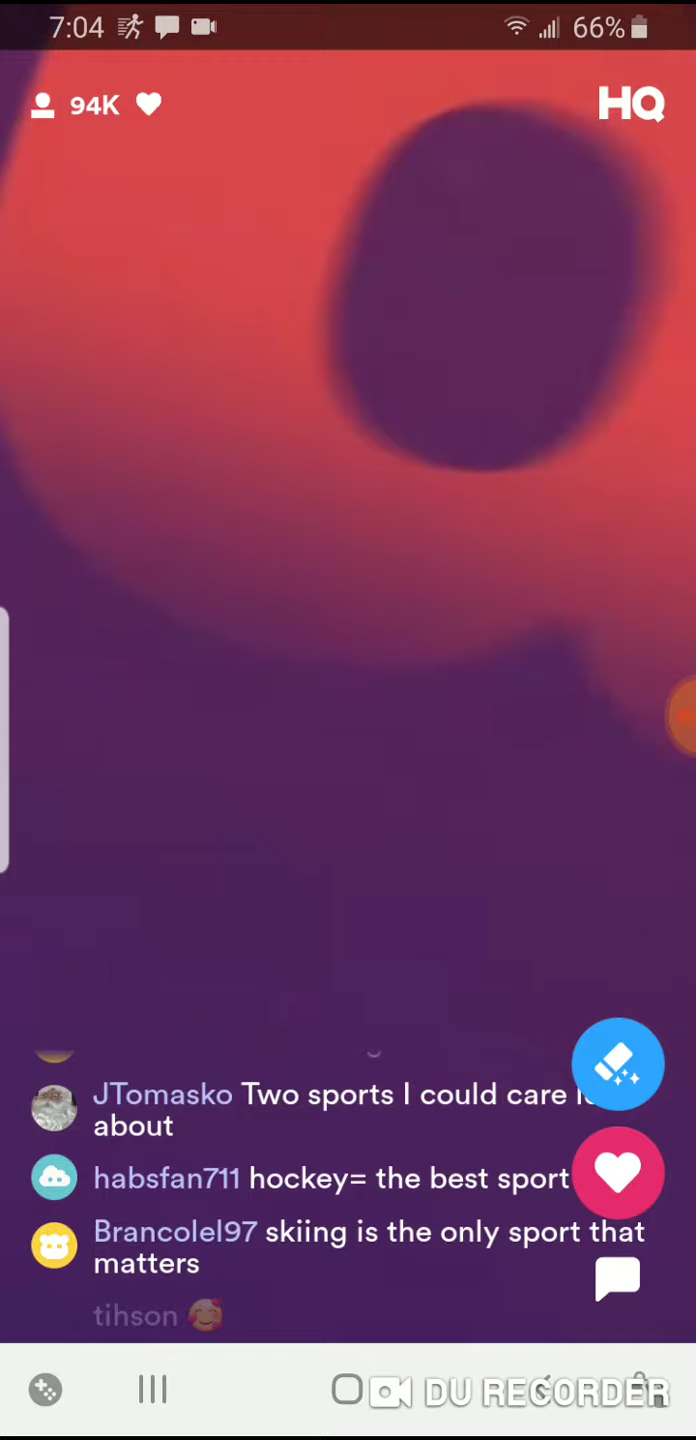 7:04 66%
94K HQ
JTomasko Two sports I could care
about
habsfan711 hockey= the best sport
Brancolel97 skiing is the only sport that
matters
tihson 🥰
DU RECORDER